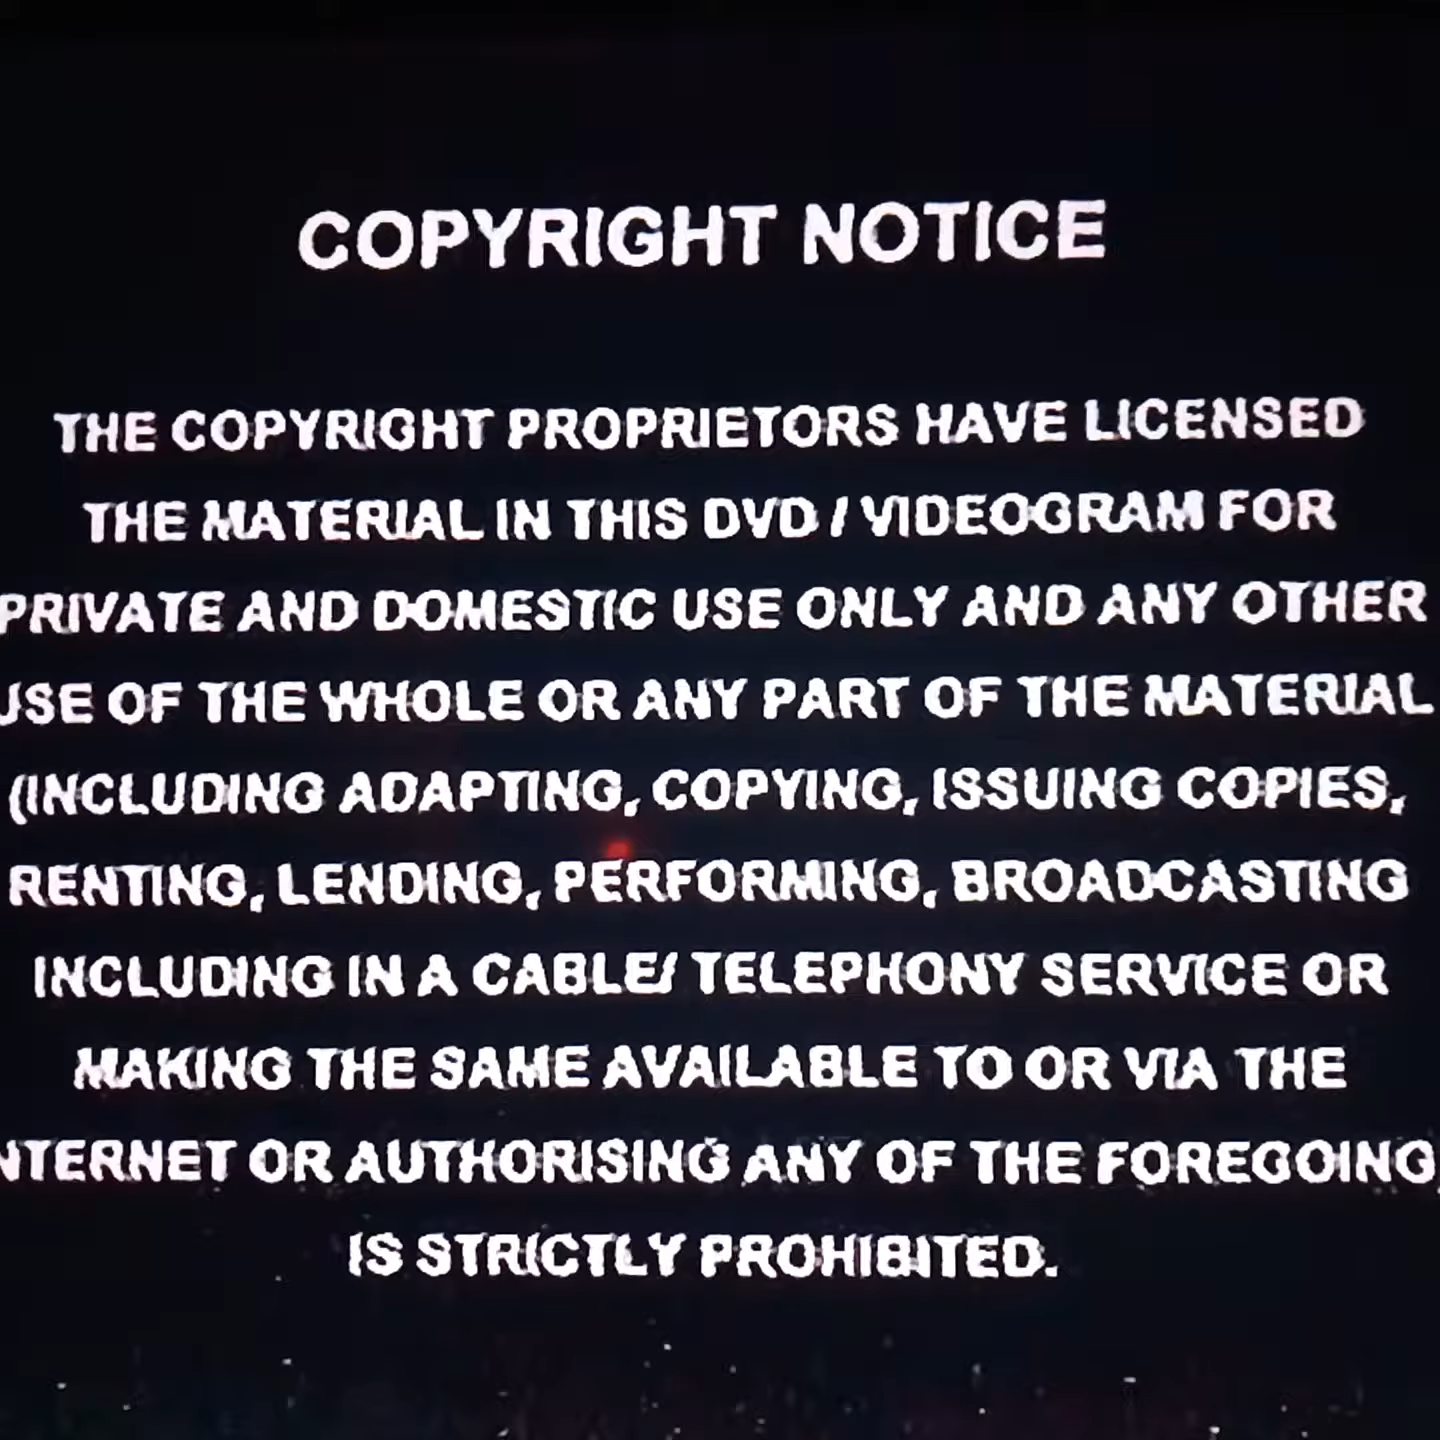 COPYRIGHT NOTICE
THE COPYRIGHT PROPRIETORS HAVE LICENSED
THE MATERIAL IN THIS DVD / VIDEOGRAM FOR
PRIVATE AND DOMESTIC USE ONLY AND ANY OTHER
USE OF THE WHOLE OR ANY PART OF THE MATERIAL
(INCLUDING ADAPTING, COPYING, ISSUING COPIES,
RENTING, LENDING, PERFORMING, BROADCASTING
INCLUDING IN A CABLE/ TELEPHONY SERVICE OR
MAKING THE SAME AVAILABLE TO OR VIA THE
INTERNET OR AUTHORISING ANY OF THE FOREGOING,
IS STRICTLY PROHIBITED.